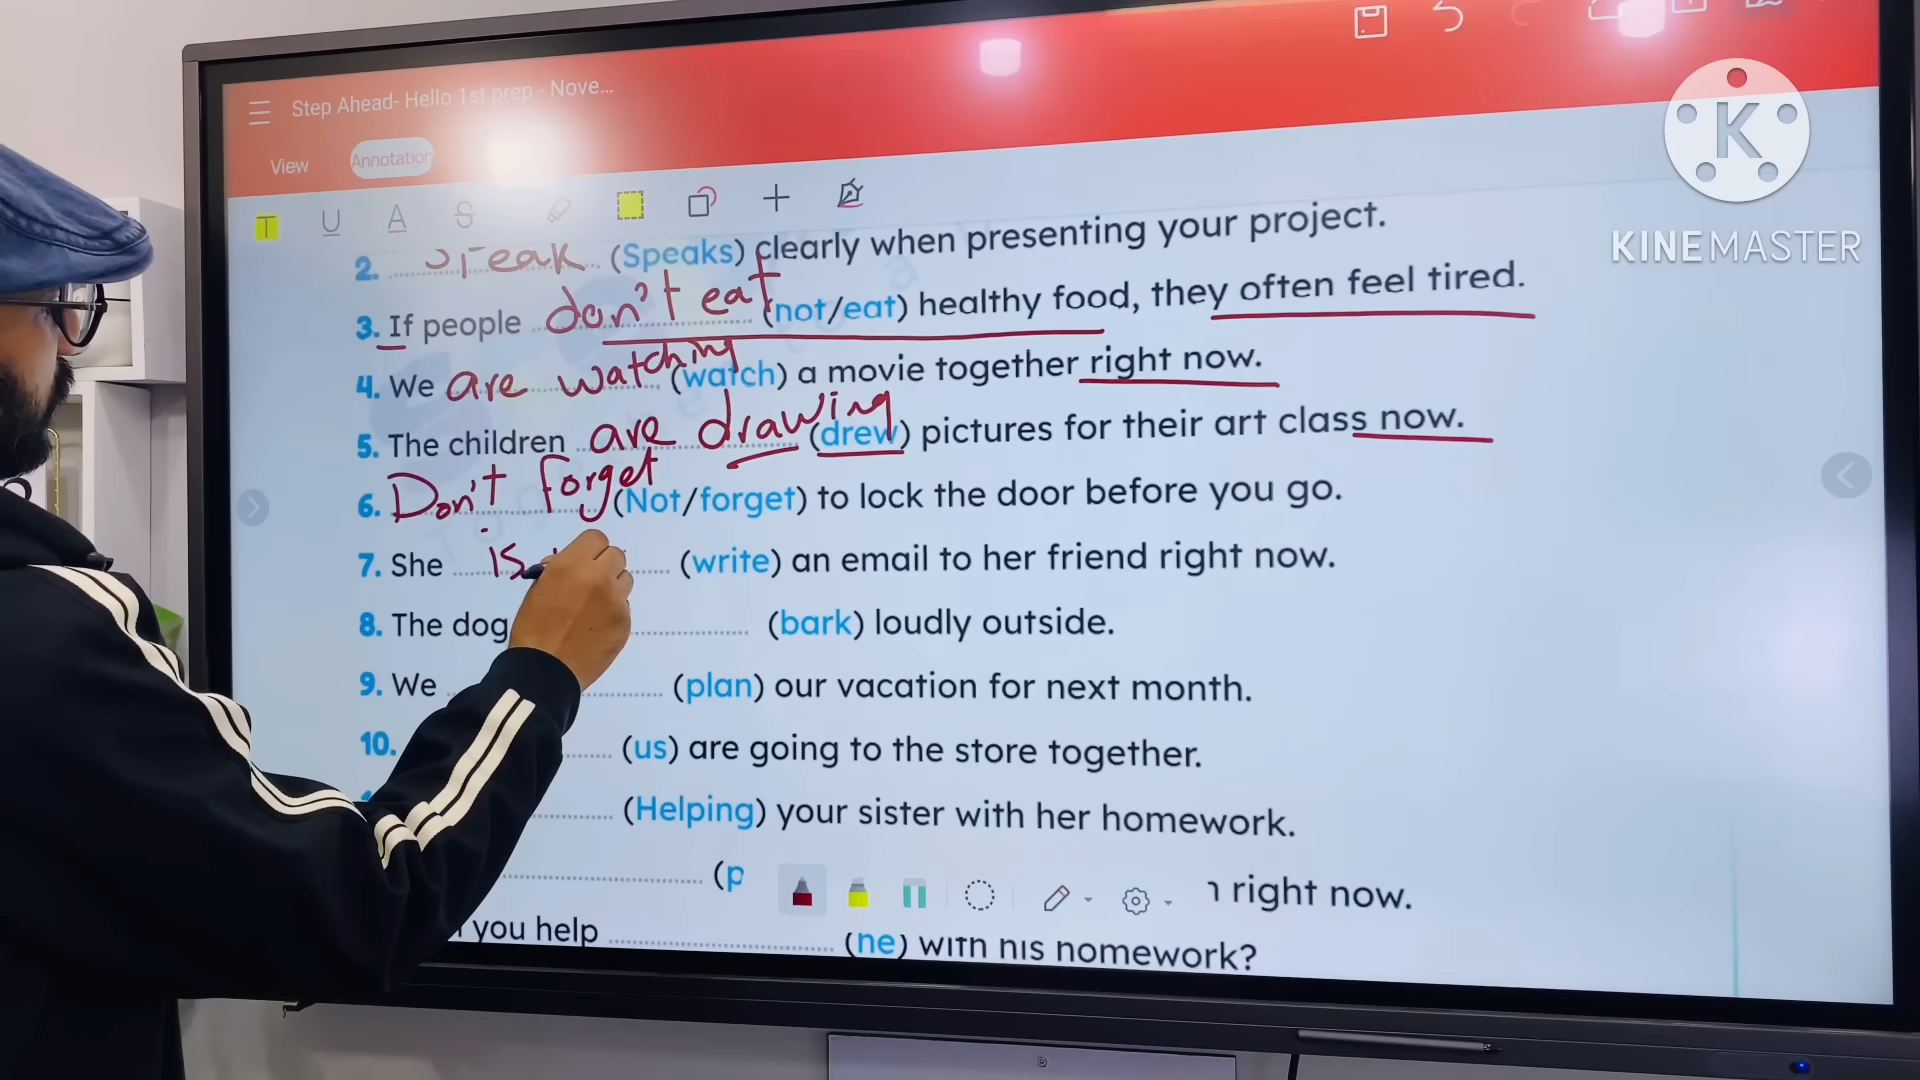 Step Ahead- Hello 1st prep - Nove...
View Annotation
KINEMASTER
T U A S
2. Speak (Speaks) clearly when presenting your project.
3. If people don't eat (not/eat) healthy food, they often feel tired.
4. We are watching (watch) a movie together right now.
5. The children are drawing (drew) pictures for their art class now.
6. Don't forget (Not/forget) to lock the door before you go.
7. She is (write) an email to her friend right now.
8. The dog (bark) loudly outside.
9. We (plan) our vacation for next month.
10. (us) are going to the store together.
(Helping) your sister with her homework.
(p right now.
you help (he) with his homework?